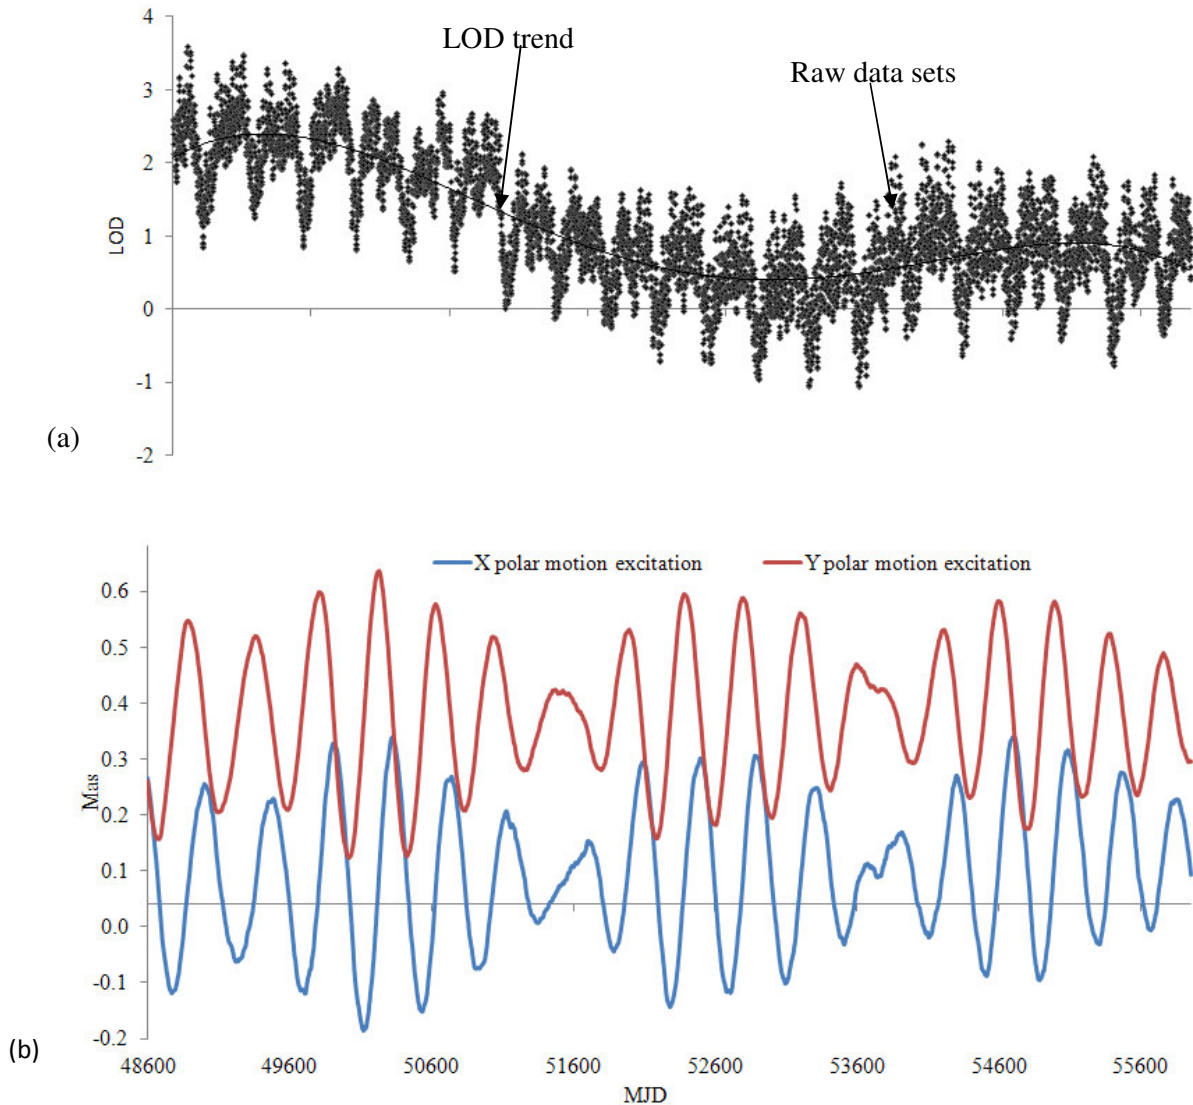 4
LOD trend
Raw data sets
3
2
LOD
1
0
-1
(a)
-2
X polar motion excitation Y polar motion excitation
0.6
0.5
0.4
0.3
Mas
0.2
0.1
0.0
-0.1
-0.2
(b)
48600 49600 50600 51600 52600 53600 54600 55600
MJD